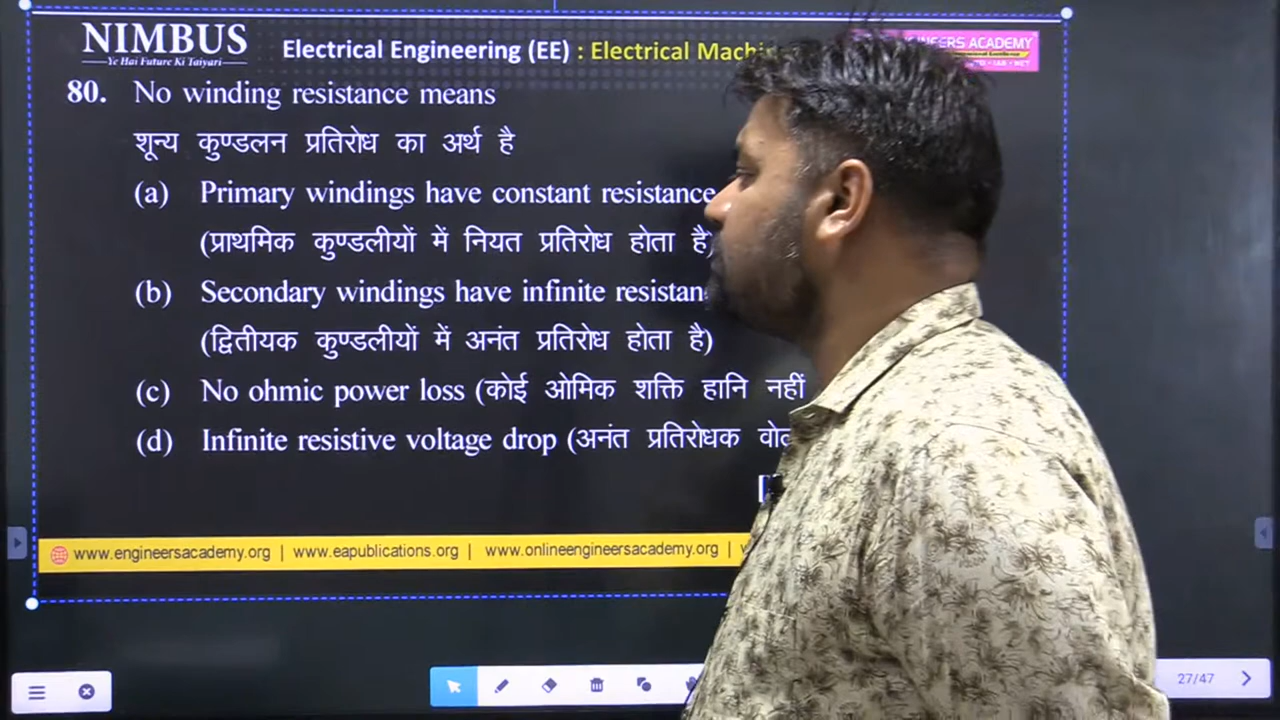 NIMBUS
Ye Hai Future Ki Taiyari
Electrical Engineering (EE) : Electrical
ACADEMY
80. No winding resistance means
शून्य कुण्डलन प्रतिरोध का अर्थ है
(a) Primary windings have constant resistance
(प्राथमिक कुण्डलीयों में नियत प्रतिरोध होता है)
(b) Secondary windings have infinite
(द्वितीयक कुण्डलीयों में अनंत प्रतिरोध होता है)
(c) No ohmic power loss (कोई ओमिक शक्ति हानि नहीं
(d) Infinite resistive voltage drop (अनंत प्रतिरोधक
www.engineersacademy.org | www.eapublications.org | www.onlineengineersacademy.org |
27/47